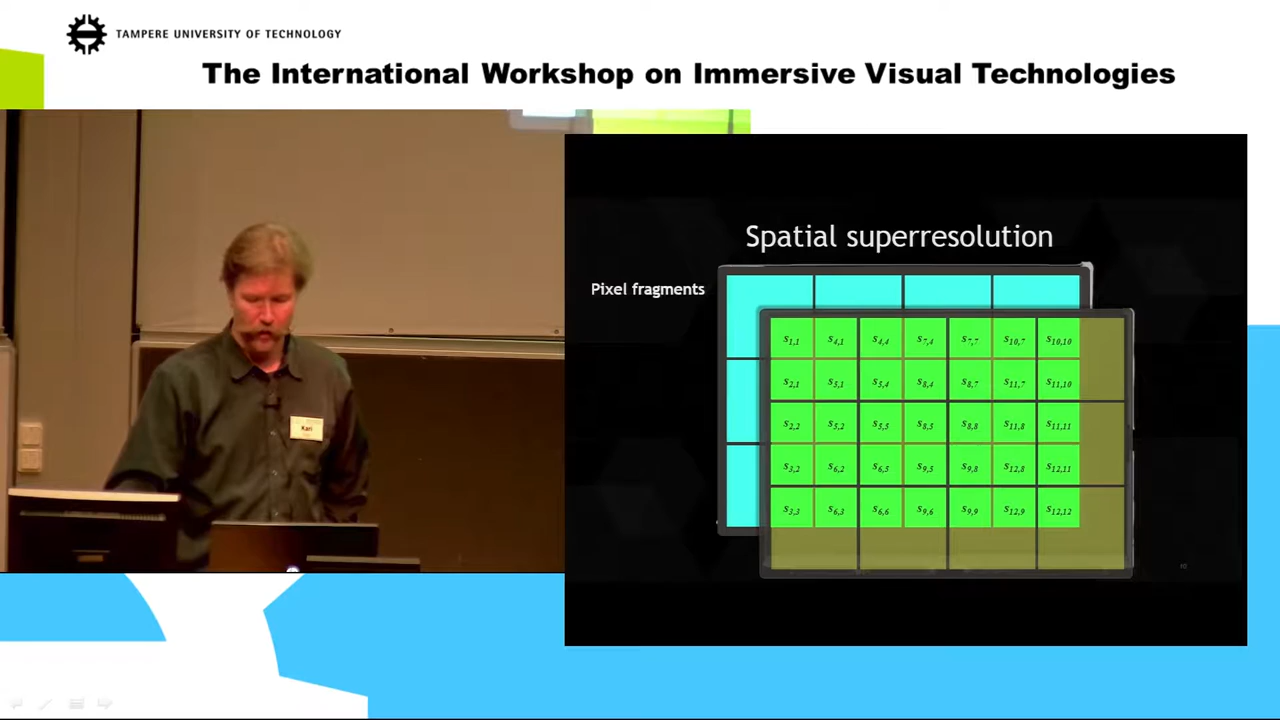 TAMPERE UNIVERSITY OF TECHNOLOGY
The International Workshop on Immersive Visual Technologies
Spatial superresolution
Pixel fragments
s1,1 s4,1 s4,4 s7,4 s7,7 s10,7 s10,10
s2,1 s5,1 s5,4 s8,4 s8,7 s11,7 s11,10
s2,2 s5,2 s5,5 s8,5 s8,8 s11,8 s11,11
s3,2 s6,2 s6,5 s9,5 s9,8 s12,8 s12,11
s3,3 s6,3 s6,6 s9,6 s9,9 s12,9 s12,12
Kari
10